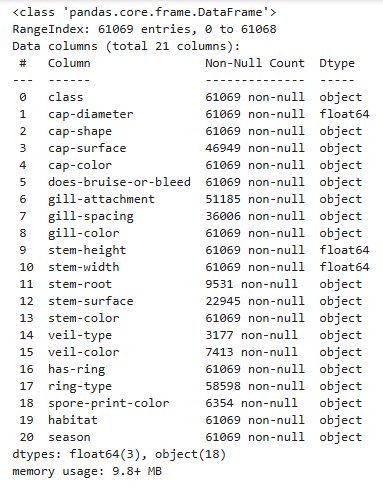 <class 'pandas.core.frame.DataFrame'>
RangeIndex: 61069 entries, 0 to 61068
Data columns (total 21 columns):
 #   Column                Non-Null Count  Dtype
---  ------                --------------  -----
 0   class                 61069 non-null  object
 1   cap-diameter          61069 non-null  float64
 2   cap-shape             61069 non-null  object
 3   cap-surface           46949 non-null  object
 4   cap-color             61069 non-null  object
 5   does-bruise-or-bleed  61069 non-null  object
 6   gill-attachment       51185 non-null  object
 7   gill-spacing          36006 non-null  object
 8   gill-color            61069 non-null  object
 9   stem-height           61069 non-null  float64
 10  stem-width            61069 non-null  float64
 11  stem-root             9531 non-null   object
 12  stem-surface          22945 non-null  object
 13  stem-color            61069 non-null  object
 14  veil-type             3177 non-null   object
 15  veil-color            7413 non-null   object
 16  has-ring              61069 non-null  object
 17  ring-type             58598 non-null  object
 18  spore-print-color     6354 non-null   object
 19  habitat               61069 non-null  object
 20  season                61069 non-null  object
dtypes: float64(3), object(18)
memory usage: 9.8+ MB